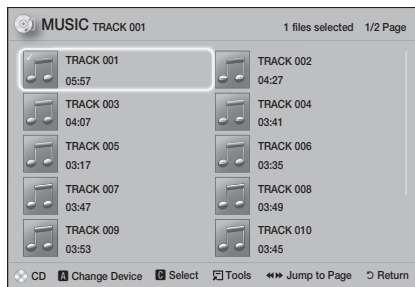 MUSIC TRACK 001 1 files selected 1/2 Page
TRACK 001 TRACK 002
05:57 04:27
TRACK 003 TRACK 004
04:07 03:41
TRACK 005 TRACK 006
03:17 03:35
TRACK 007 TRACK 008
03:47 03:49
TRACK 009 TRACK 010
03:53 03:45
CD A Change Device C Select Tools Jump to Page Return